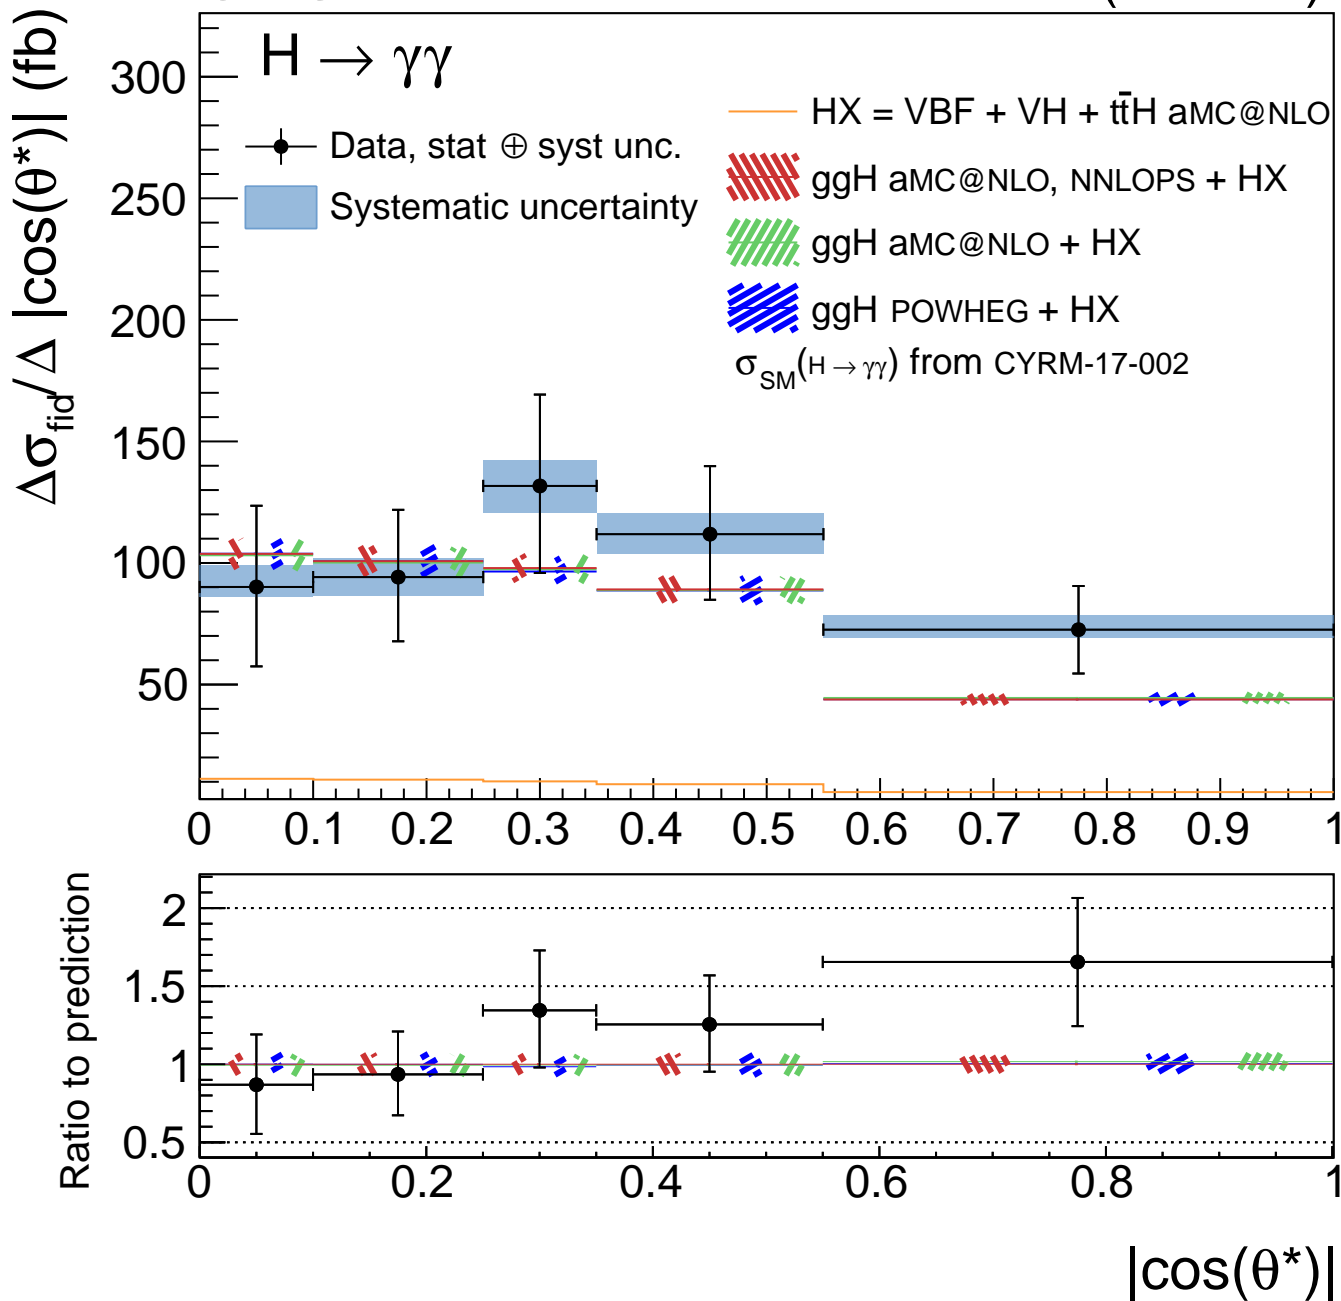 Δσfid/Δ |cos(θ*)| (fb)
H → γγ
Data, stat ⊕ syst unc.
Systematic uncertainty
HX = VBF + VH + tt̄H aMC@NLO
ggH aMC@NLO, NNLOPS + HX
ggH aMC@NLO + HX
ggH POWHEG + HX
σSM(H → γγ) from CYRM-17-002
300
250
200
150
100
50
0 0.1 0.2 0.3 0.4 0.5 0.6 0.7 0.8 0.9 1
Ratio to prediction
2
1.5
1
0.5
0 0.2 0.4 0.6 0.8 1
|cos(θ*)|